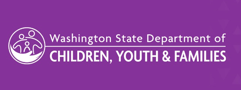 Washington State Department of
CHILDREN, YOUTH & FAMILIES